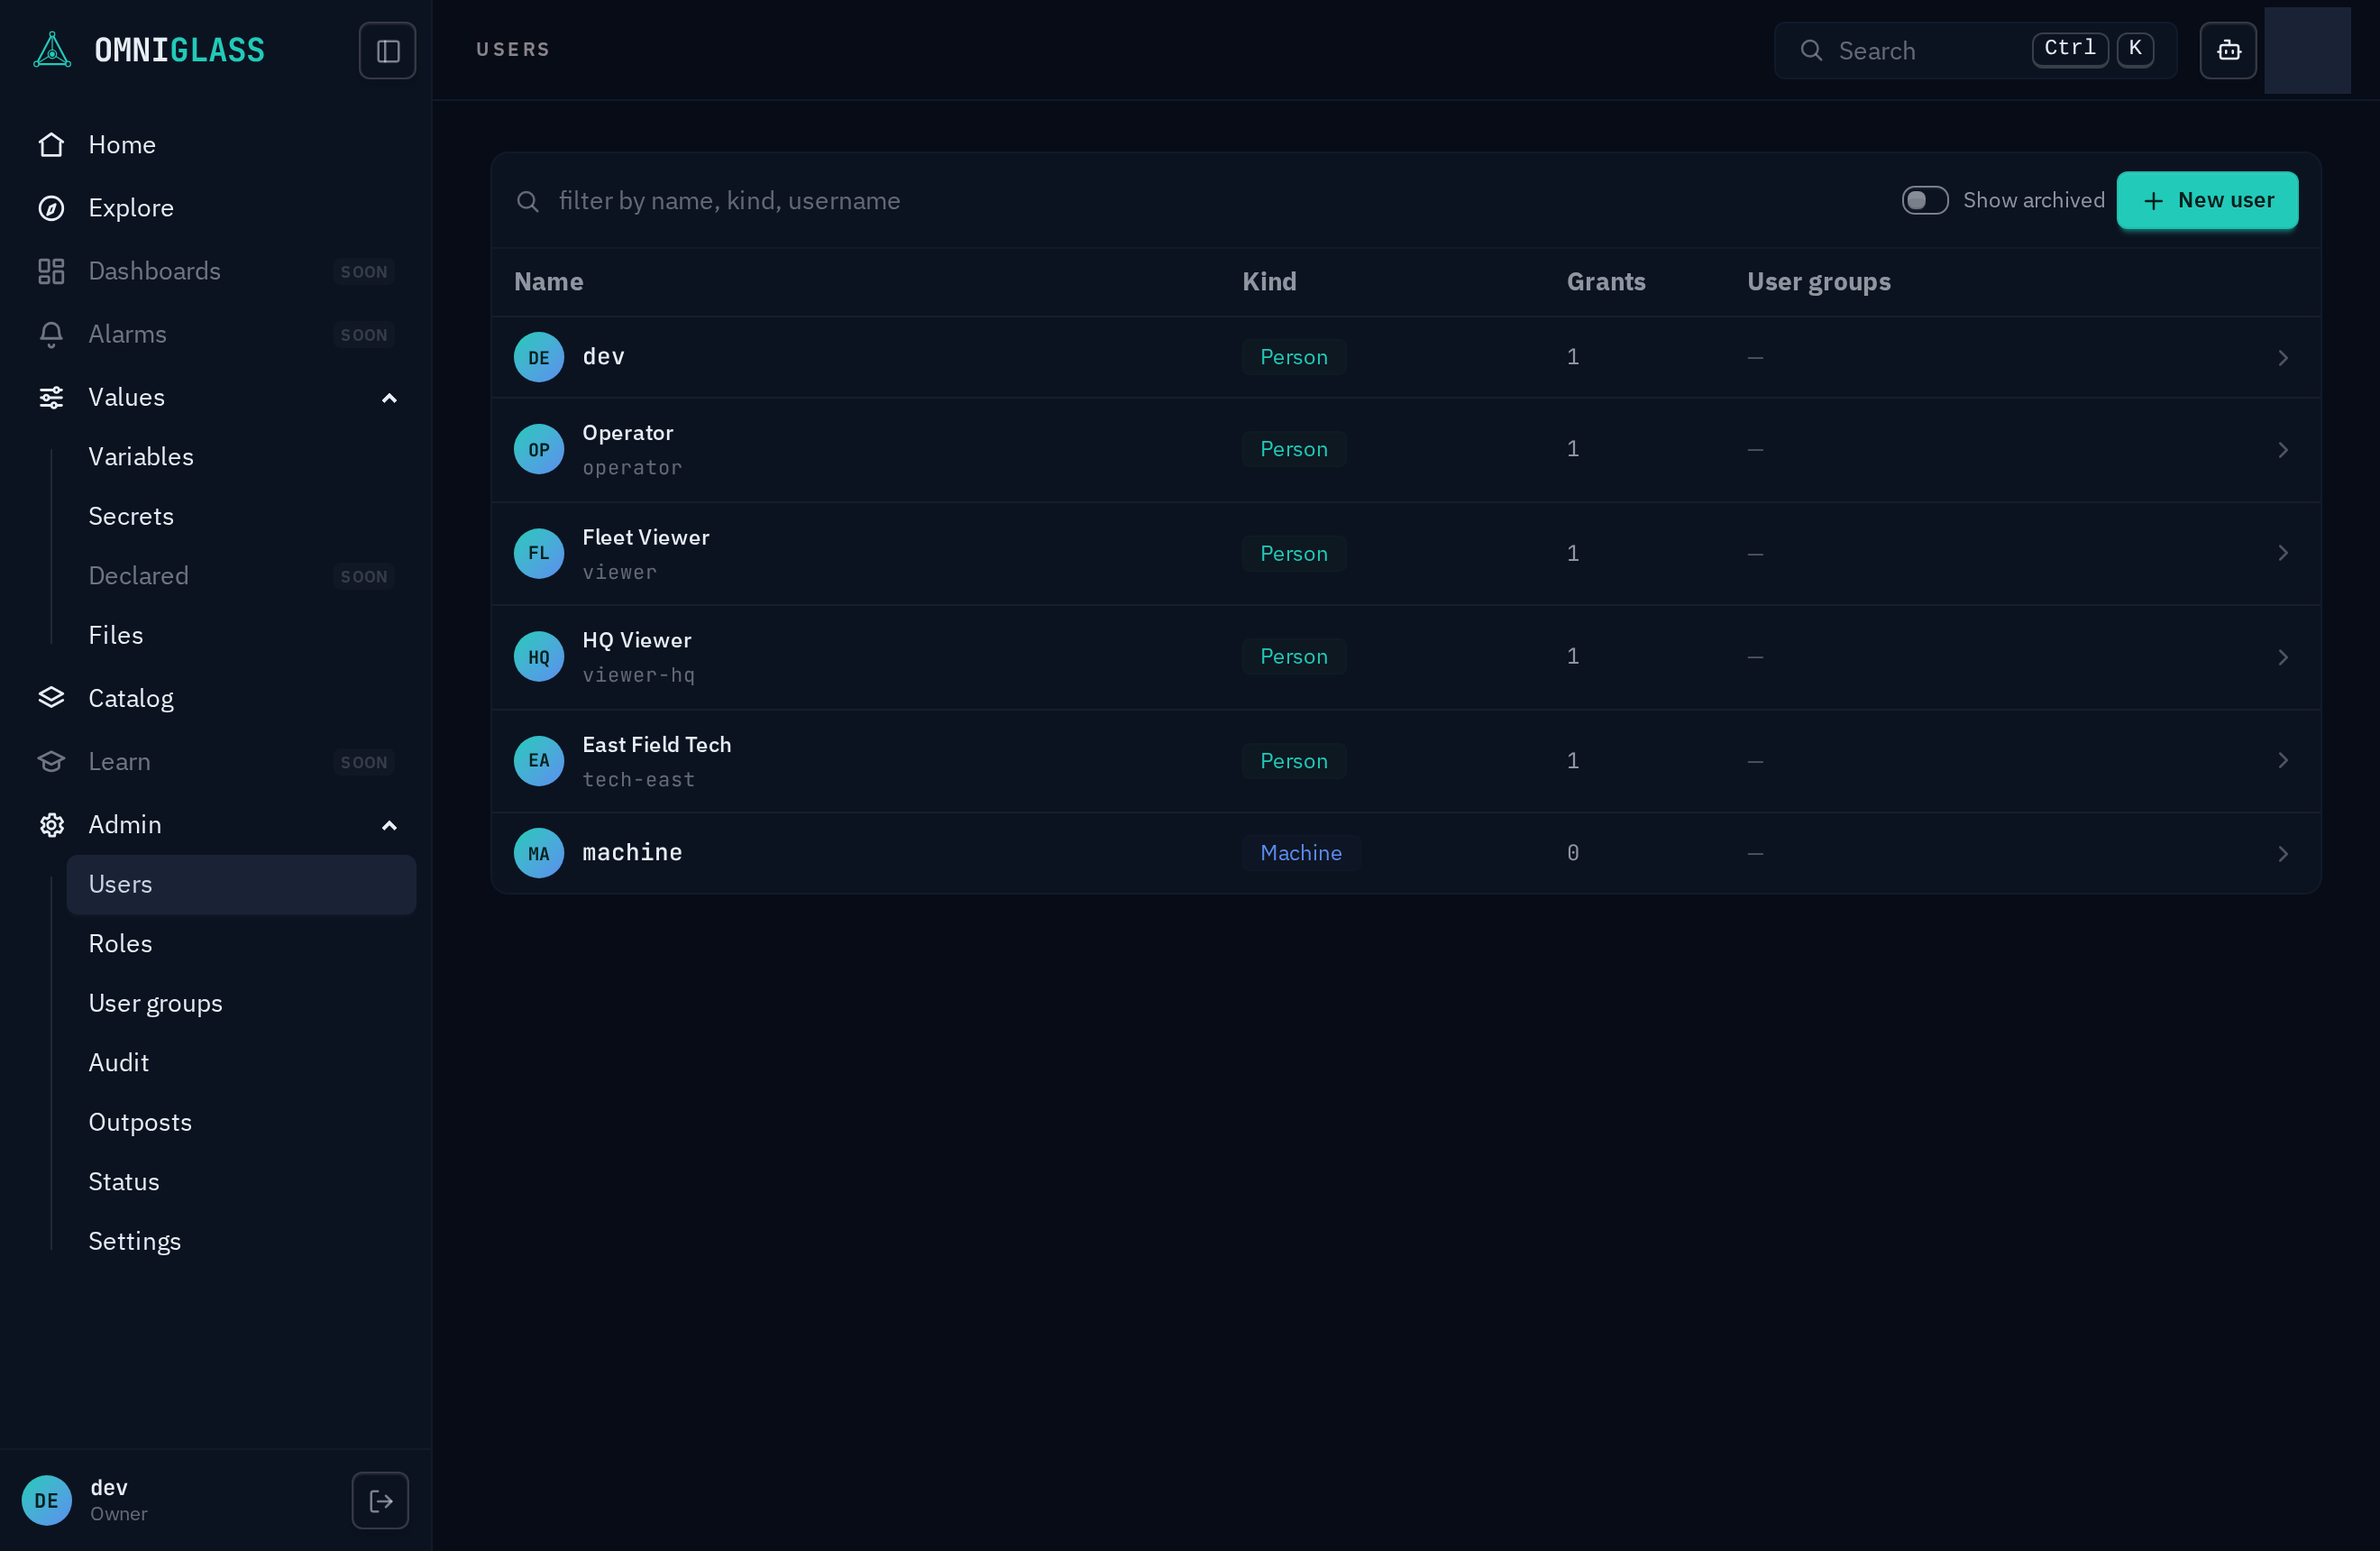 OMNIGLASS
USERS
Search
Ctrl K
Home
Explore
Dashboards SOON
Alarms SOON
Values
Variables
Secrets
Declared SOON
Files
Catalog
Learn SOON
Admin
Users
Roles
User groups
Audit
Outposts
Status
Settings
DE dev
Owner
filter by name, kind, username
Show archived
+ New user
Name Kind Grants User groups
DE dev Person 1 —
OP Operator
operator
Person 1 —
FL Fleet Viewer
viewer
Person 1 —
HQ HQ Viewer
viewer-hq
Person 1 —
EA East Field Tech
tech-east
Person 1 —
MA machine Machine 0 —